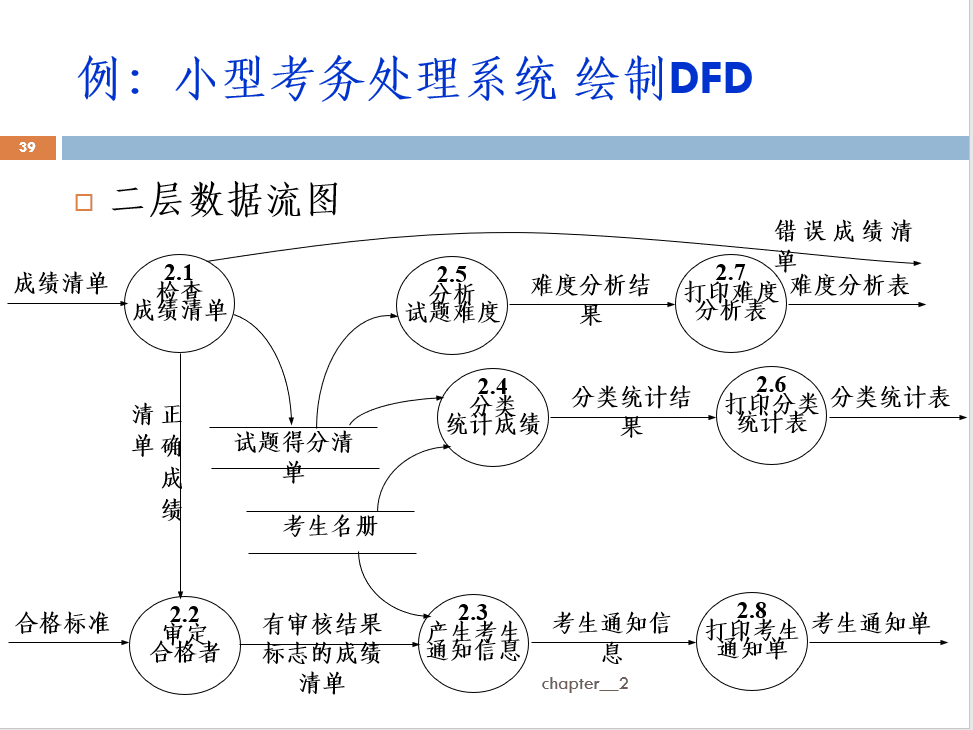 例：小型考务处理系统 绘制DFD
39
二层数据流图
错误成绩清
单
成绩清单
2.1
检查
成绩清单
2.5
分析
试题难度
难度分析结
果
2.7
打印难度
分析表
难度分析表
2.4
分类
统计成绩
分类统计结
果
2.6
打印分类
统计表
分类统计表
正确成绩
清单
试题得分清
单
考生名册
合格标准
2.2
审定
合格者
有审核结果
标志的成绩
清单
2.3
产生考生
通知信息
考生通知信
息
2.8
打印考生
通知单
考生通知单
chapter__2